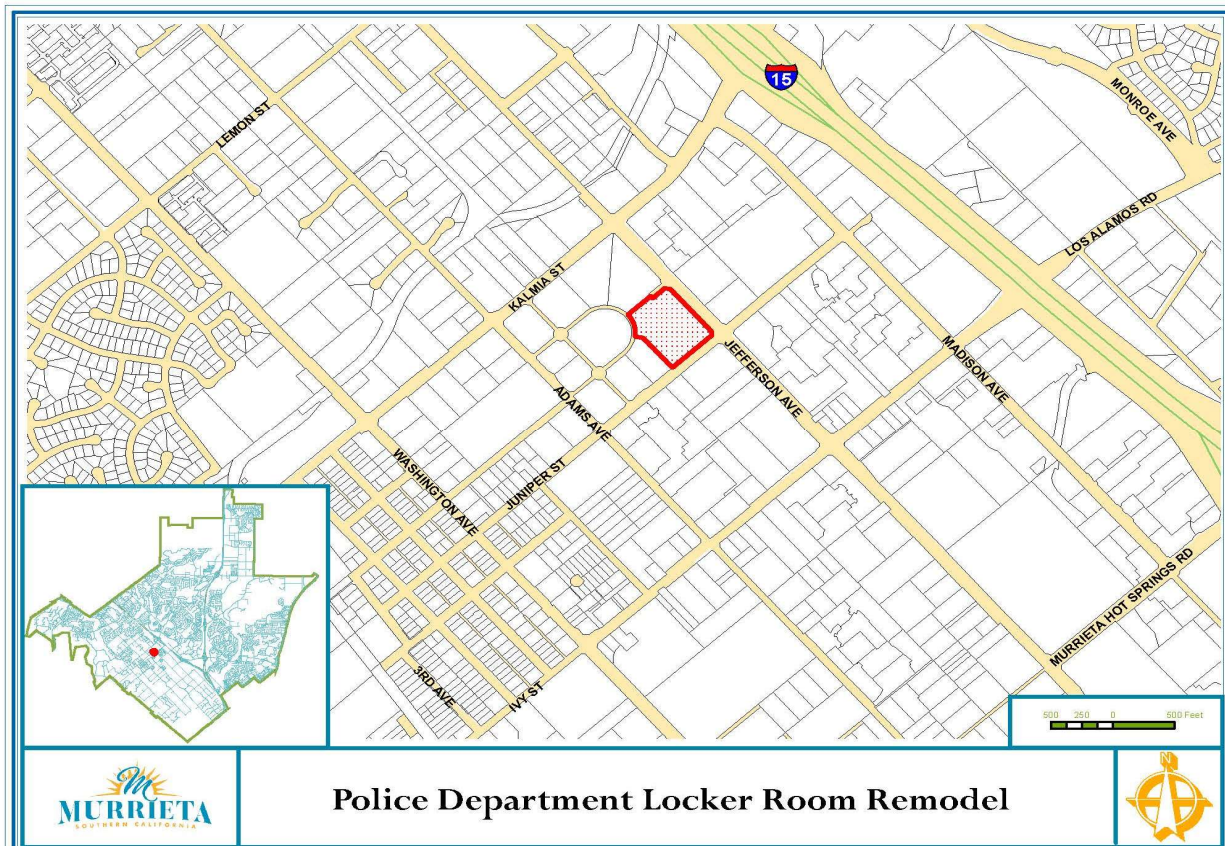 15
MONROE AVE
LEMON ST
LOS ALAMOS RD
KALMIA ST
JEFFERSON AVE
MADISON AVE
ADAMS AVE
WASHINGTON AVE
JUNIPER ST
MURRIETA HOT SPRINGS RD
3RD AVE
IVY ST
500 250 0 500 Feet
M
MURRIETA
SOUTHERN CALIFORNIA
Police Department Locker Room Remodel
N